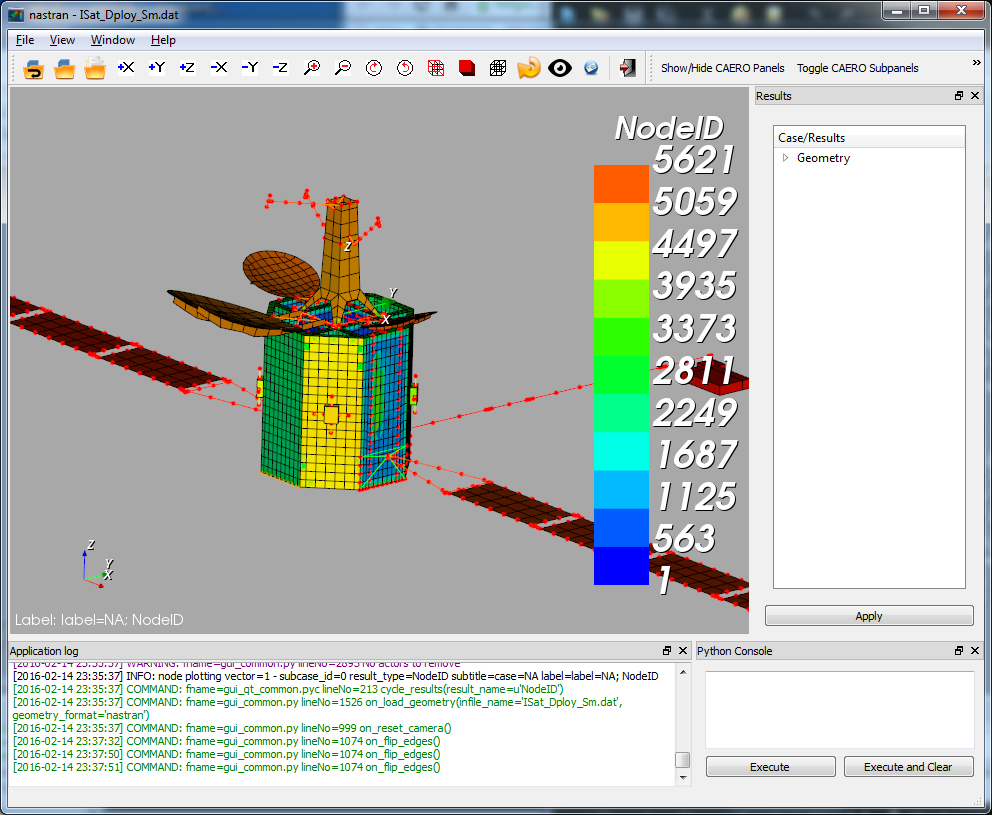 nastran - ISat_Dploy_Sm.dat
File View Window Help
+X +Y +Z -X -Y -Z Show/Hide CAERO Panels Toggle CAERO Subpanels »
Results
Case/Results
Geometry
NodeID
5621
5059
4497
3935
3373
2811
2249
1687
1125
563
1
Z
Y
X
Z
Y
X
Label: label=NA; NodeID
Apply
Application log
[2016-02-14 23:35:37] WARNING: fname=gui_common.py lineNo=2893 No actors to remove
[2016-02-14 23:35:37] INFO: node plotting vector=1 - subcase_id=0 result_type=NodeID subtitle=case=NA label=label=NA; NodeID
[2016-02-14 23:35:37] COMMAND: fname=gui_qt_common.pyc lineNo=213 cycle_results(result_name=u'NodeID')
[2016-02-14 23:35:37] COMMAND: fname=gui_common.py lineNo=1526 on_load_geometry(infile_name='ISat_Dploy_Sm.dat',
geometry_format='nastran')
[2016-02-14 23:35:37] COMMAND: fname=gui_common.py lineNo=999 on_reset_camera()
[2016-02-14 23:37:32] COMMAND: fname=gui_common.py lineNo=1074 on_flip_edges()
[2016-02-14 23:37:50] COMMAND: fname=gui_common.py lineNo=1074 on_flip_edges()
[2016-02-14 23:37:51] COMMAND: fname=gui_common.py lineNo=1074 on_flip_edges()
Python Console
Execute
Execute and Clear